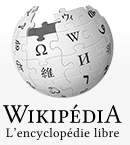 Ω W И
WIKIPÉDIA
L'encyclopédie libre